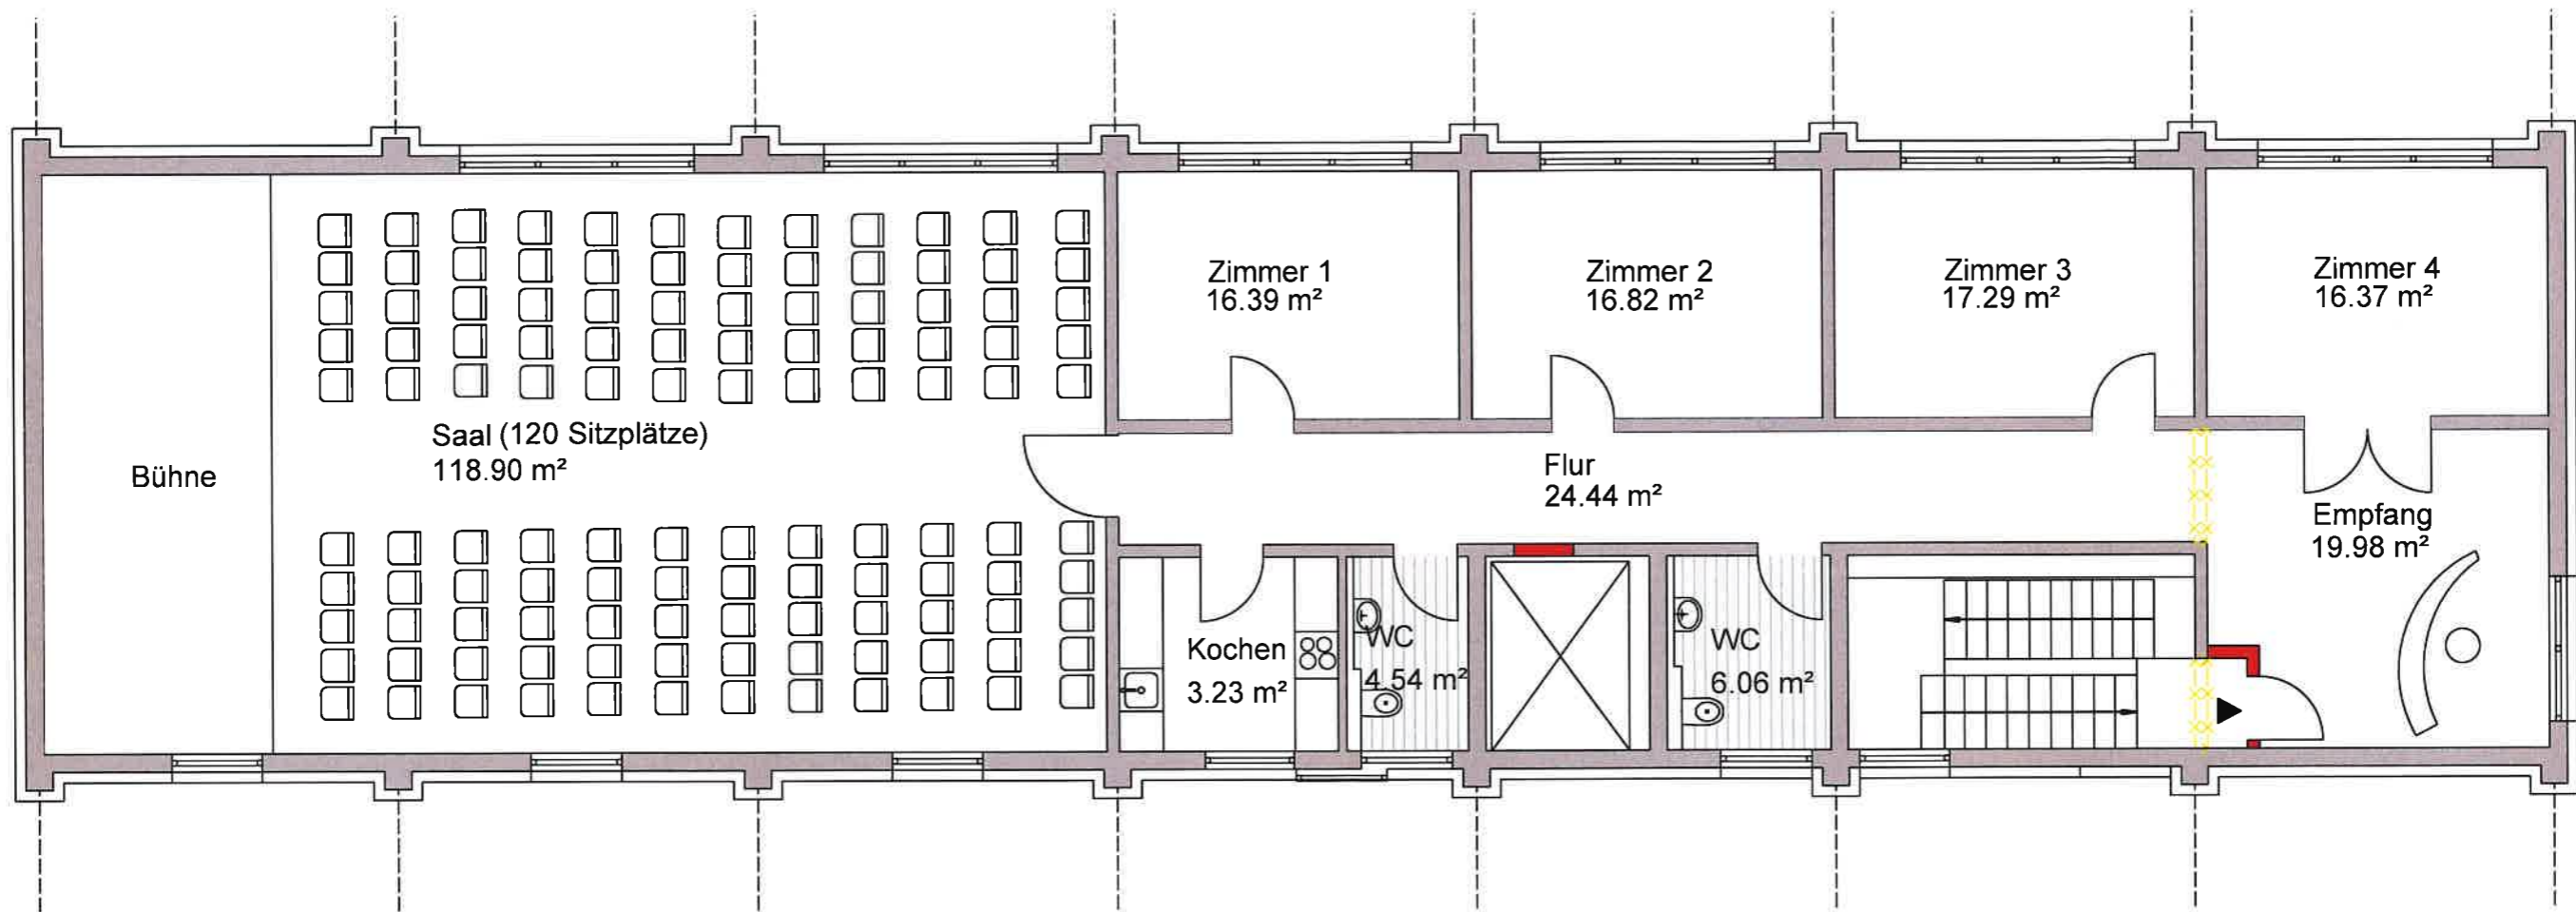 Zimmer 1
16.39 m²
Zimmer 2
16.82 m²
Zimmer 3
17.29 m²
Zimmer 4
16.37 m²
Saal (120 Sitzplätze)
118.90 m²
Bühne
Flur
24.44 m²
Empfang
19.98 m²
Kochen
3.23 m²
WC
4.54 m²
WC
6.06 m²